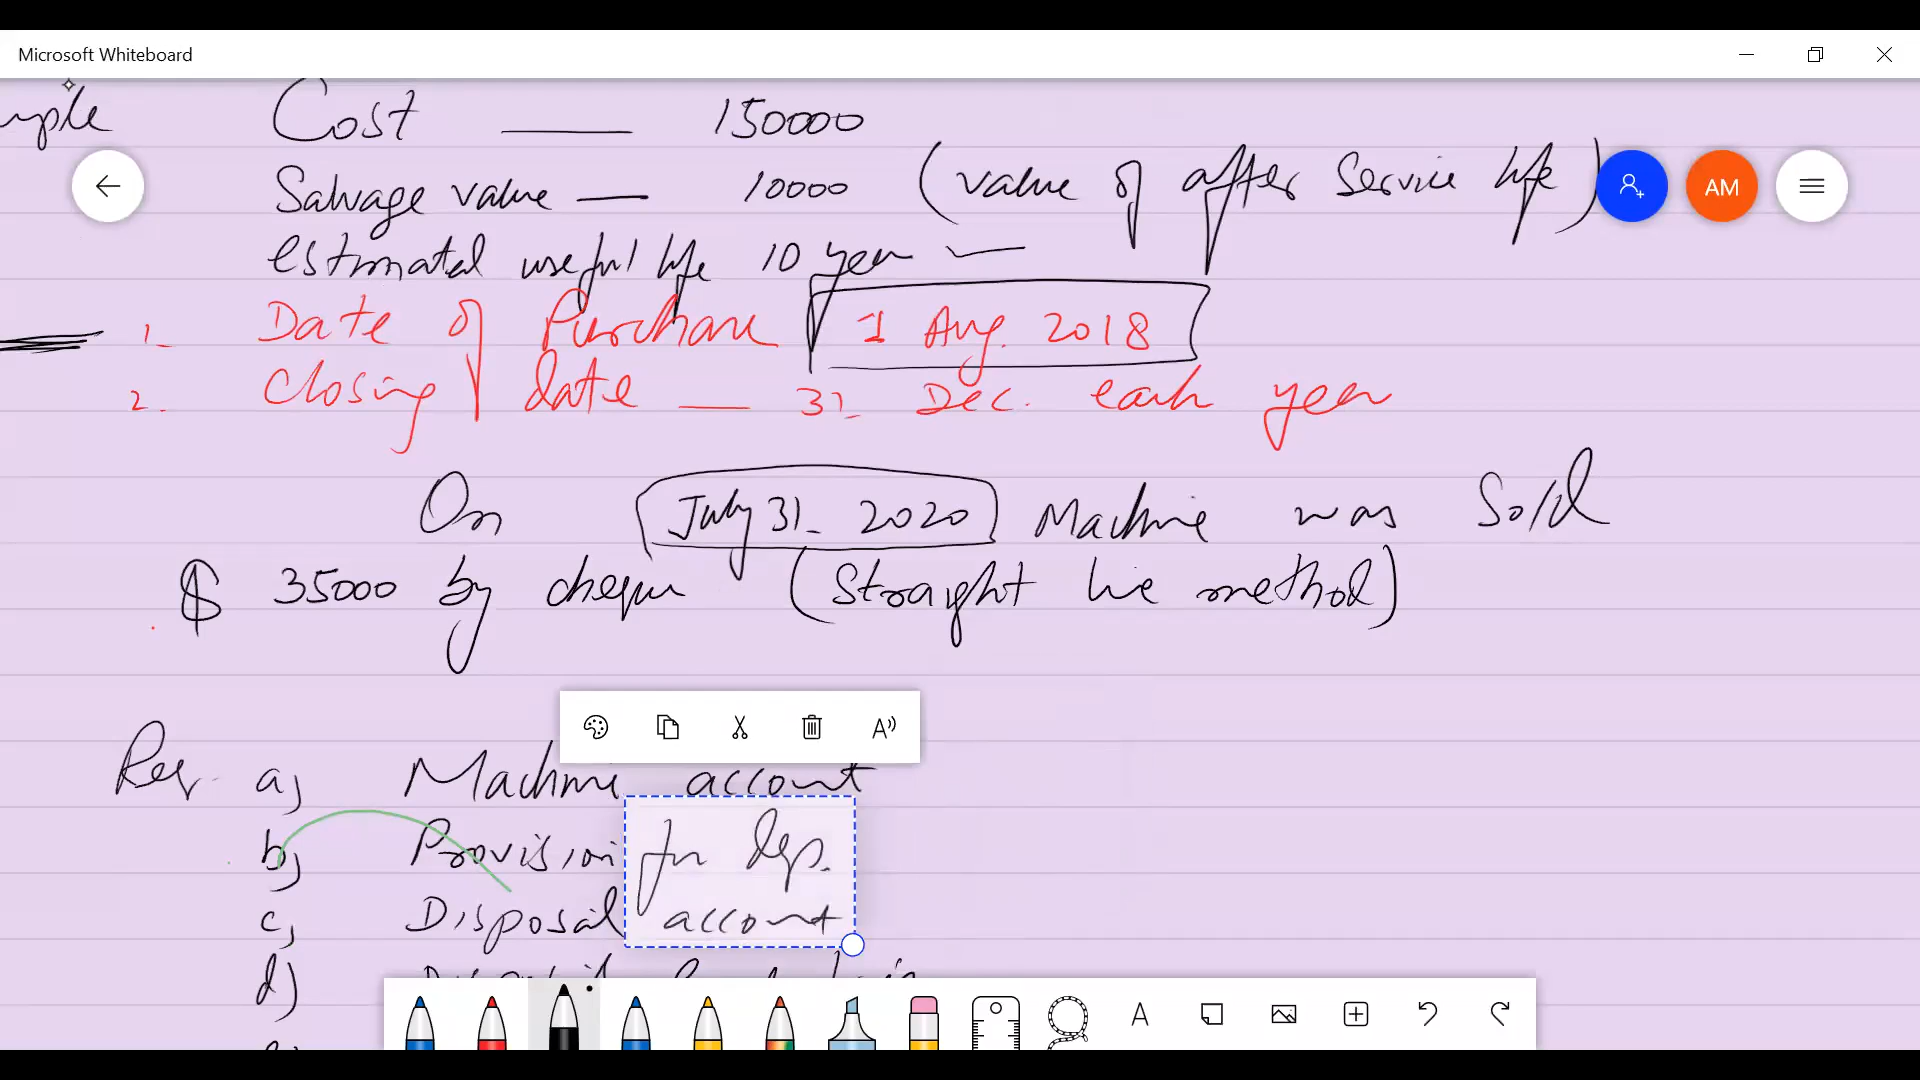 Microsoft Whiteboard
Cost — 150000
Salvage value — 10000 (value of after Service life)
AM
estimated useful life 10 year
1. Date of Purchase 1 Aug. 2018
2. Closing date — 31 Dec. each year
On July 31 2020 Machine was Sold
$ 35000 by cheque (Straight line method)
Req. a) Machine account
b) Provision for dep.
c) Disposal account
d)